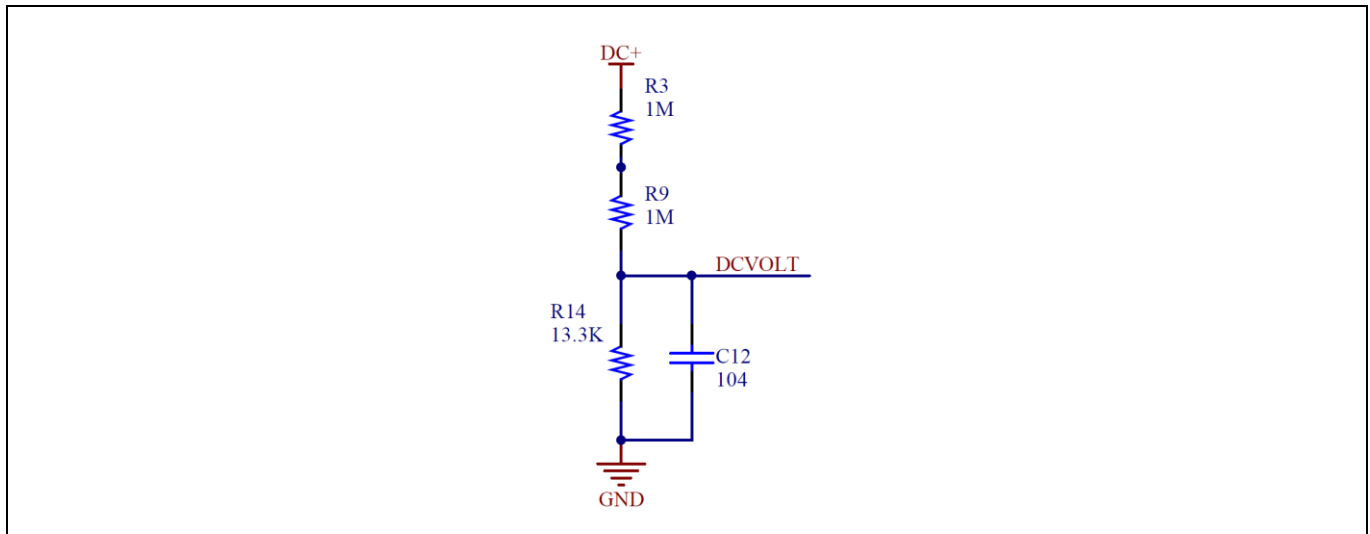 DC+
R3
1M
R9
1M
DCVOLT
R14
13.3K
C12
104
GND